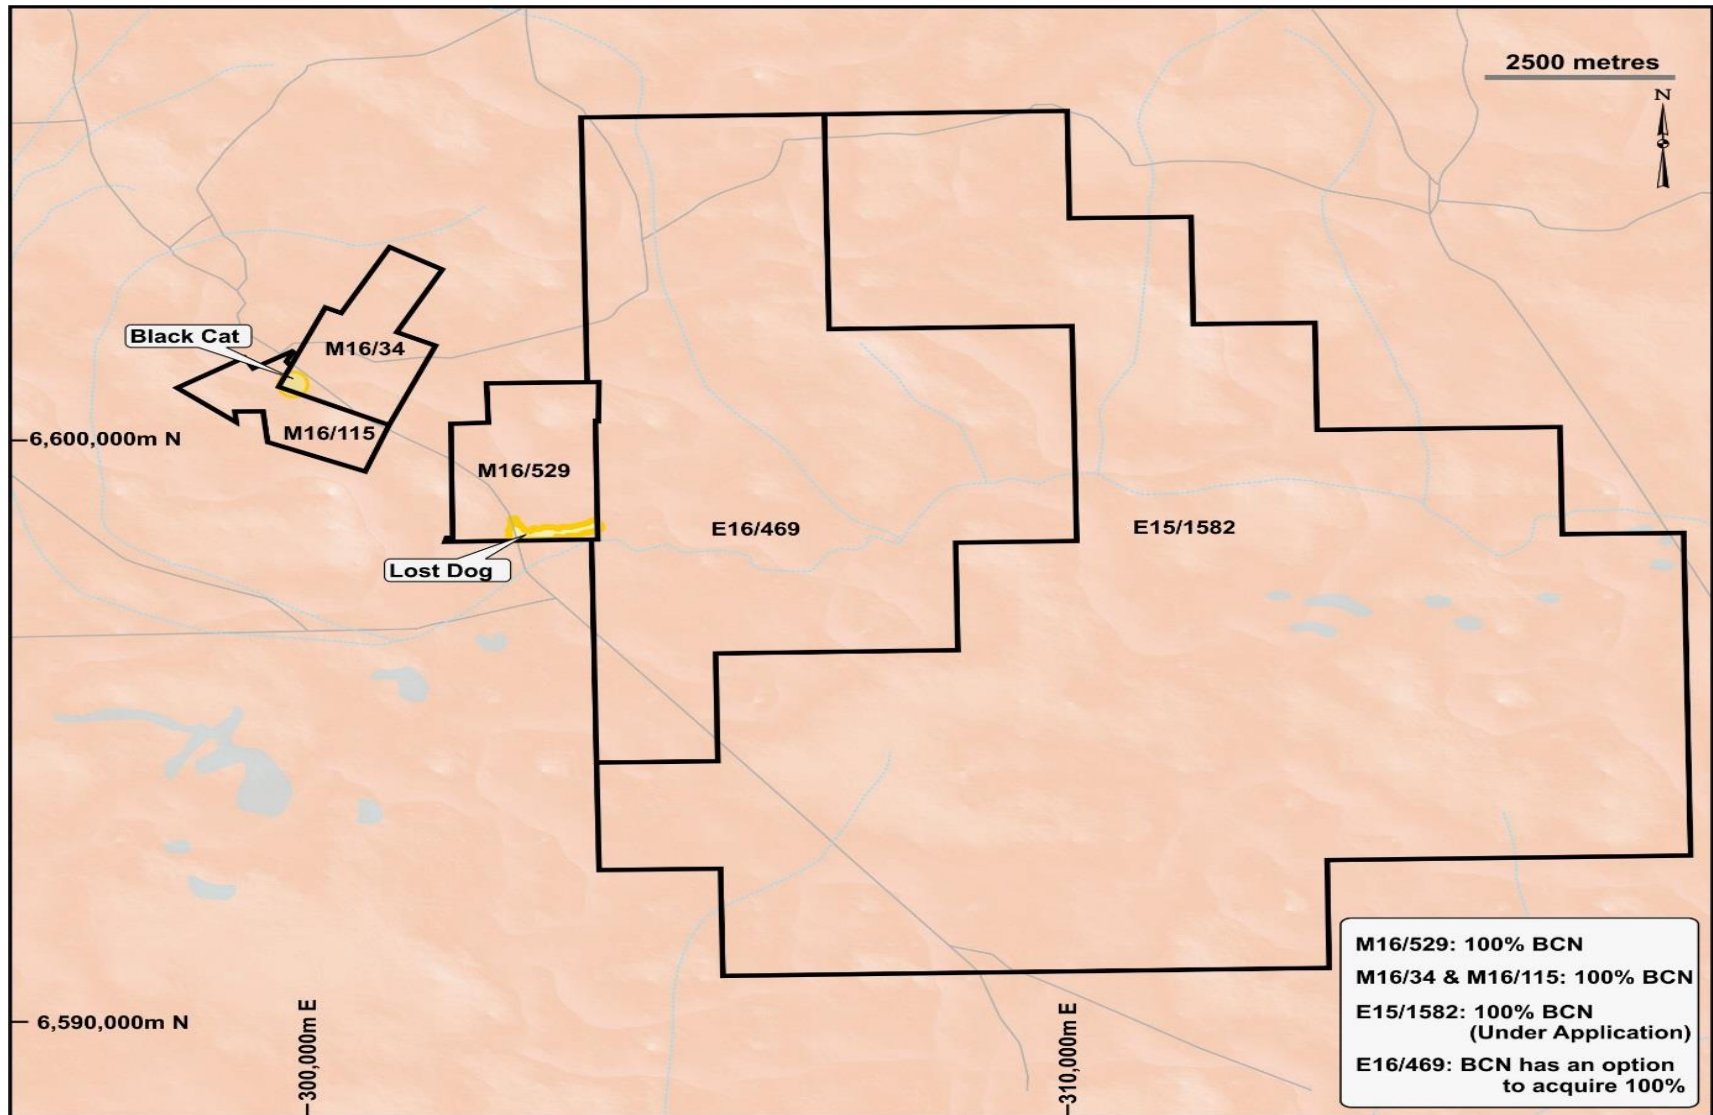 2500 metres
N
Black Cat
M16/34
6,600,000m N
M16/115
M16/529
E16/469
E15/1582
Lost Dog
6,590,000m N
300,000m E
310,000m E
M16/529: 100% BCN
M16/34 & M16/115: 100% BCN
E15/1582: 100% BCN
(Under Application)
E16/469: BCN has an option
to acquire 100%